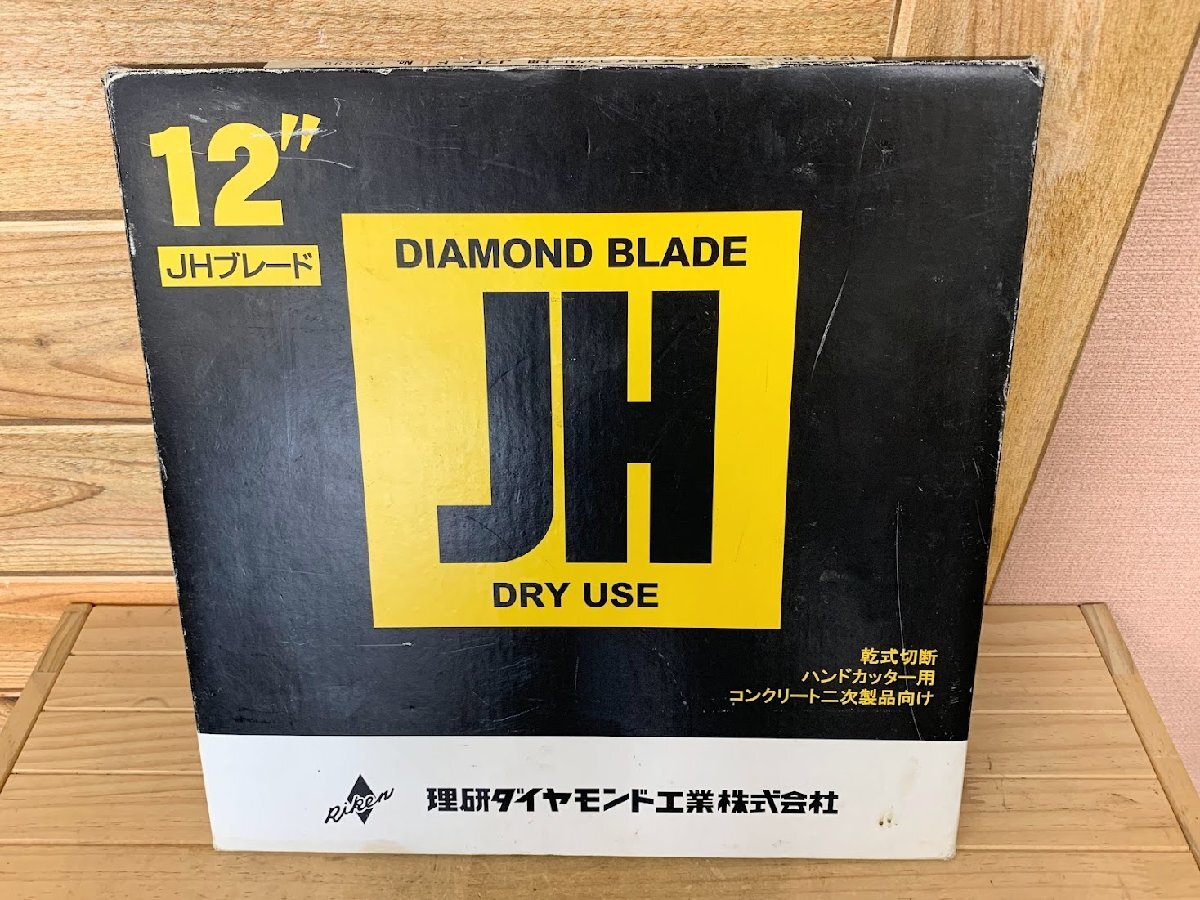 12"
JHブレード
DIAMOND BLADE
JH
DRY USE
乾式切断
ハンドカッター用
コンクリート二次製品向け
Riken
理研ダイヤモンド工業株式会社